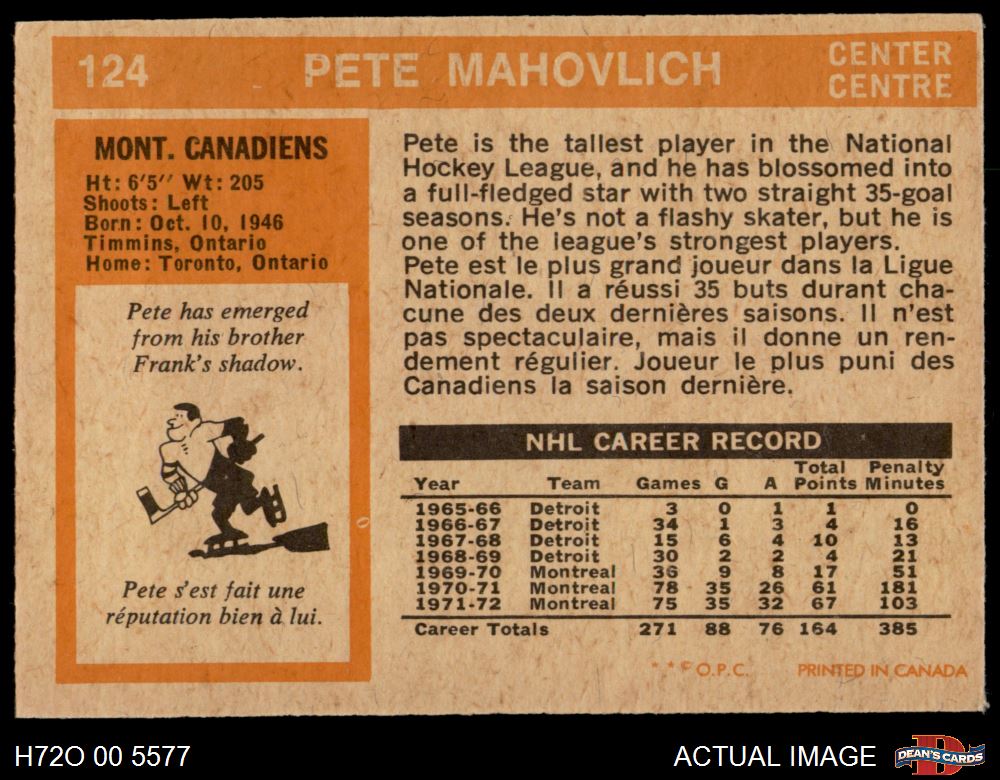 124 PETE MAHOVLICH CENTER
CENTRE
MONT. CANADIENS
Ht: 6'5" Wt: 205
Shoots: Left
Born: Oct. 10, 1946
Timmins, Ontario
Home: Toronto, Ontario
Pete has emerged
from his brother
Frank's shadow.
Pete s'est fait une
réputation bien à lui.
Pete is the tallest player in the National
Hockey League, and he has blossomed into
a full-fledged star with two straight 35-goal
seasons. He's not a flashy skater, but he is
one of the league's strongest players.
Pete est le plus grand joueur dans la Ligue
Nationale. Il a réussi 35 buts durant cha-
cune des deux dernières saisons. Il n'est
pas spectaculaire, mais il donne un ren-
dement régulier. Joueur le plus puni des
Canadiens la saison dernière.
NHL CAREER RECORD
Year Team Games G A Total Points Penalty Minutes
1965-66 Detroit 3 0 1 1 0
1966-67 Detroit 34 1 3 4 16
1967-68 Detroit 15 6 4 10 13
1968-69 Detroit 30 2 2 4 21
1969-70 Montreal 36 9 8 17 51
1970-71 Montreal 78 35 26 61 181
1971-72 Montreal 75 35 32 67 103
Career Totals 271 88 76 164 385
* * © O.P.C. PRINTED IN CANADA
H72O 00 5577 ACTUAL IMAGE DEAN'S CARDS